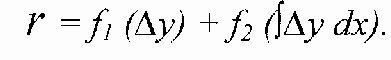 r = f₁ (Δy) + f₂ (∫Δy dx).